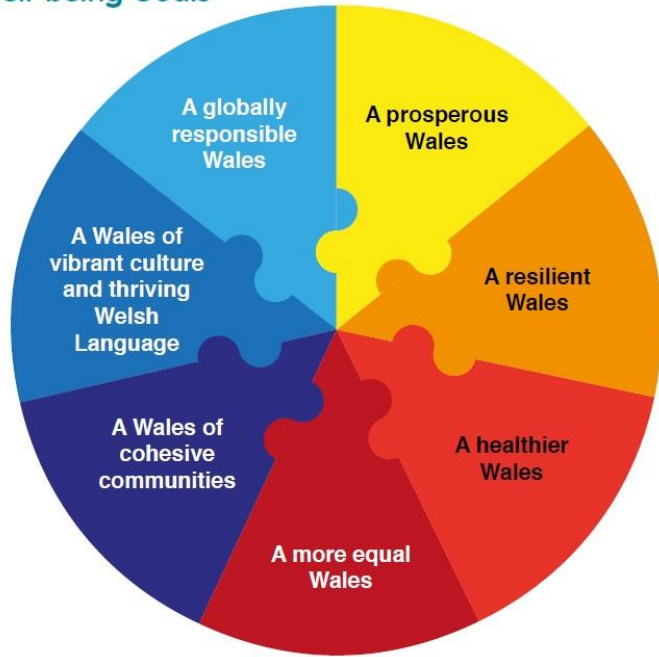 A prosperous
Wales
A resilient
Wales
A healthier
Wales
A more equal
Wales
A Wales of
cohesive
communities
A Wales of
vibrant culture
and thriving
Welsh
Language
A globally
responsible
Wales